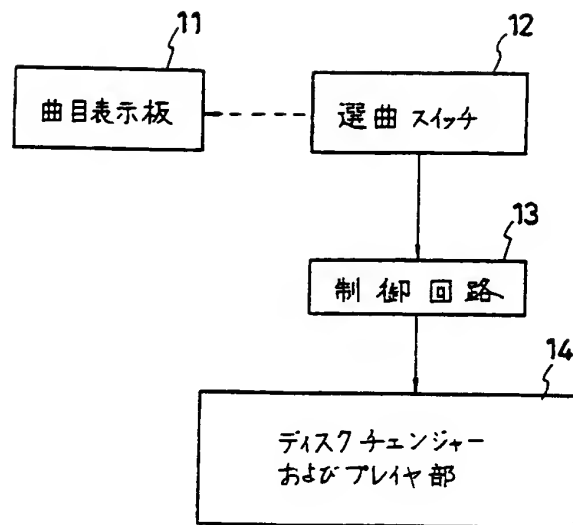 11
曲目表示板
12
選曲スイッチ
13
制御回路
14
ディスクチェンジャー
およびプレイヤ部